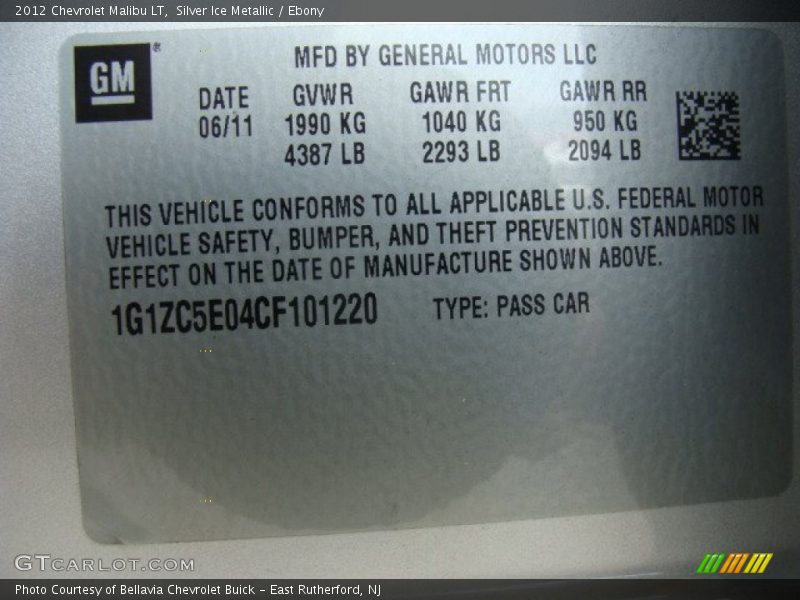 2012 Chevrolet Malibu LT, Silver Ice Metallic / Ebony
GM®
MFD BY GENERAL MOTORS LLC
DATE GVWR GAWR FRT GAWR RR
06/11 1990 KG 1040 KG 950 KG
4387 LB 2293 LB 2094 LB
THIS VEHICLE CONFORMS TO ALL APPLICABLE U.S. FEDERAL MOTOR
VEHICLE SAFETY, BUMPER, AND THEFT PREVENTION STANDARDS IN
EFFECT ON THE DATE OF MANUFACTURE SHOWN ABOVE.
1G1ZC5E04CF101220 TYPE: PASS CAR
GTCARLOT.COM
Photo Courtesy of Bellavia Chevrolet Buick - East Rutherford, NJ